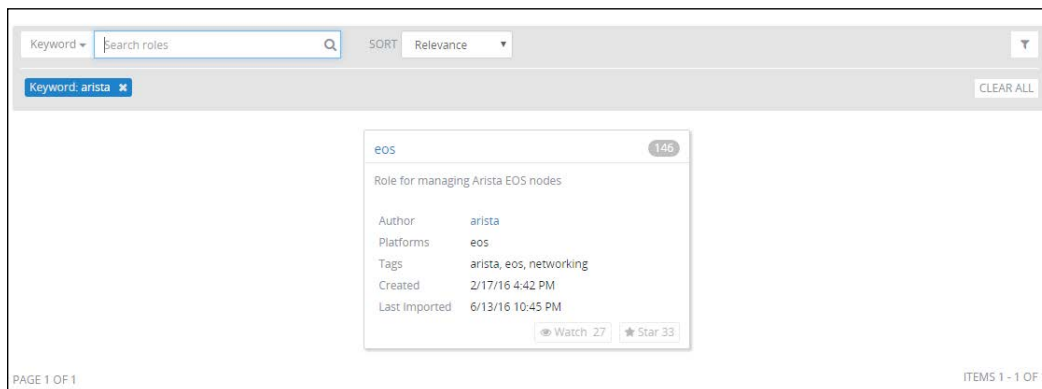 Keyword Search roles SORT Relevance
Keyword: arista ✖ CLEAR ALL
eos 146
Role for managing Arista EOS nodes
Author arista
Platforms eos
Tags arista, eos, networking
Created 2/17/16 4:42 PM
Last Imported 6/13/16 10:45 PM
Watch 27 Star 33
PAGE 1 OF 1 ITEMS 1 - 1 OF